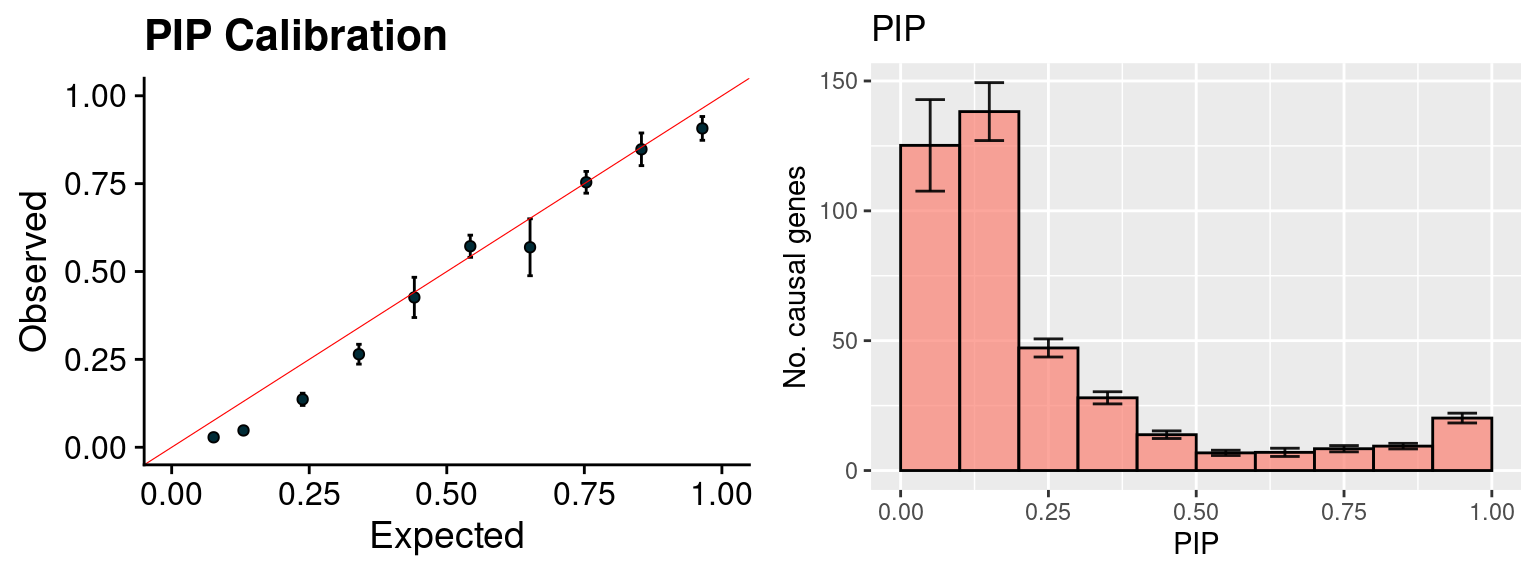 PIP Calibration
1.00
0.75
0.50
0.25
0.00
Observed
0.00 0.25 0.50 0.75 1.00
Expected
PIP
150
100
50
0
No. causal genes
0.00 0.25 0.50 0.75 1.00
PIP